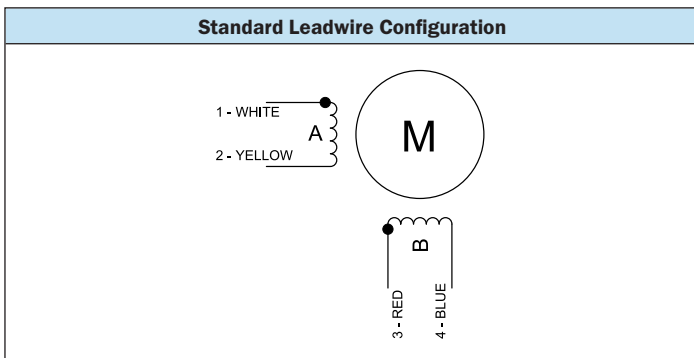 Standard Leadwire Configuration
1 - WHITE
A
2 - YELLOW
M
B
3 - RED
4 - BLUE